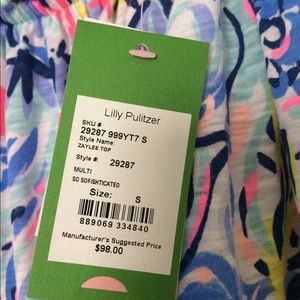 Lilly Pulitzer
SKU #
29287 999YT7 S
Style Name:
ZAYLEE TOP
Style #: 29287
MULTI
SO SOFISHTICATED
Size: S
889069 334840
Manufacturer's Suggested Price
$98.00